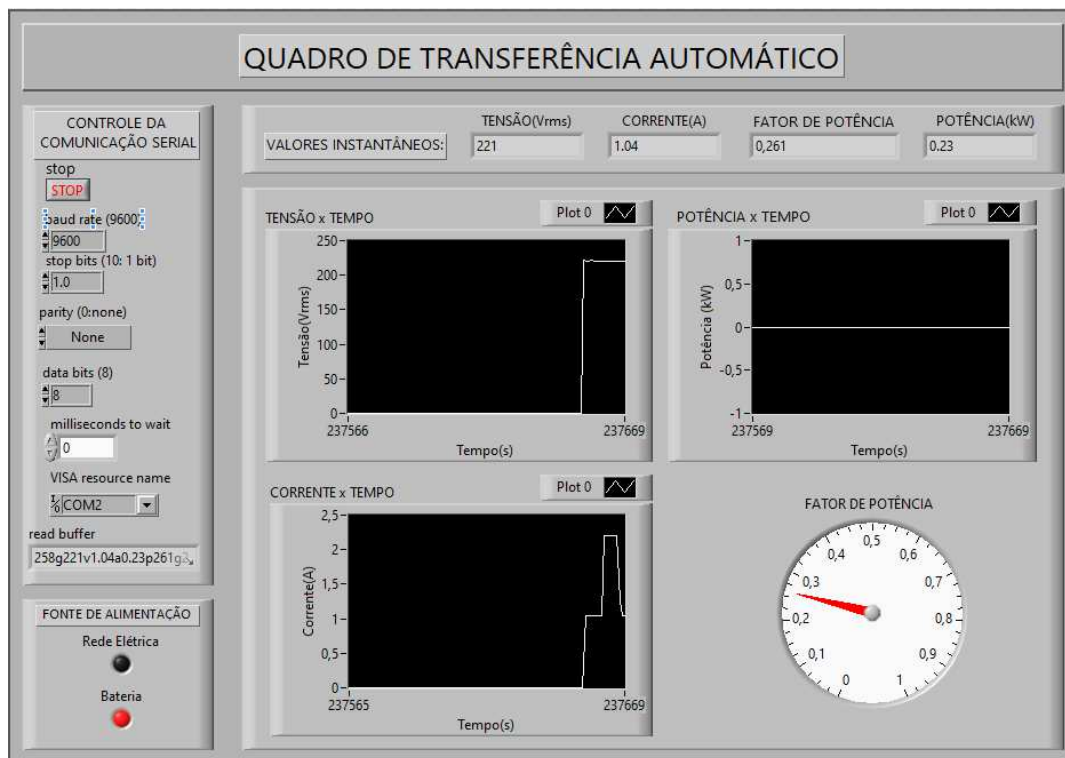 QUADRO DE TRANSFERÊNCIA AUTOMÁTICO
CONTROLE DA
COMUNICAÇÃO SERIAL
stop
STOP
baud rate (9600)
9600
stop bits (10: 1 bit)
1.0
parity (0:none)
None
data bits (8)
8
milliseconds to wait
0
VISA resource name
COM2
read buffer
258g221v1.04a0.23p261g
FONTE DE ALIMENTAÇÃO
Rede Elétrica
Bateria
VALORES INSTANTÂNEOS:
TENSÃO(Vrms)
221
CORRENTE(A)
1.04
FATOR DE POTÊNCIA
0,261
POTÊNCIA(kW)
0.23
TENSÃO x TEMPO
Plot 0
250
200
150
100
50
0
Tensão(Vrms)
237566
237669
Tempo(s)
POTÊNCIA x TEMPO
Plot 0
1
0,5
0
-0,5
-1
Potência (kW)
237569
237669
Tempo(s)
CORRENTE x TEMPO
Plot 0
2,5
2
1,5
1
0,5
0
Corrente(A)
237565
237669
Tempo(s)
FATOR DE POTÊNCIA
0
0,1
0,2
0,3
0,4
0,5
0,6
0,7
0,8
0,9
1